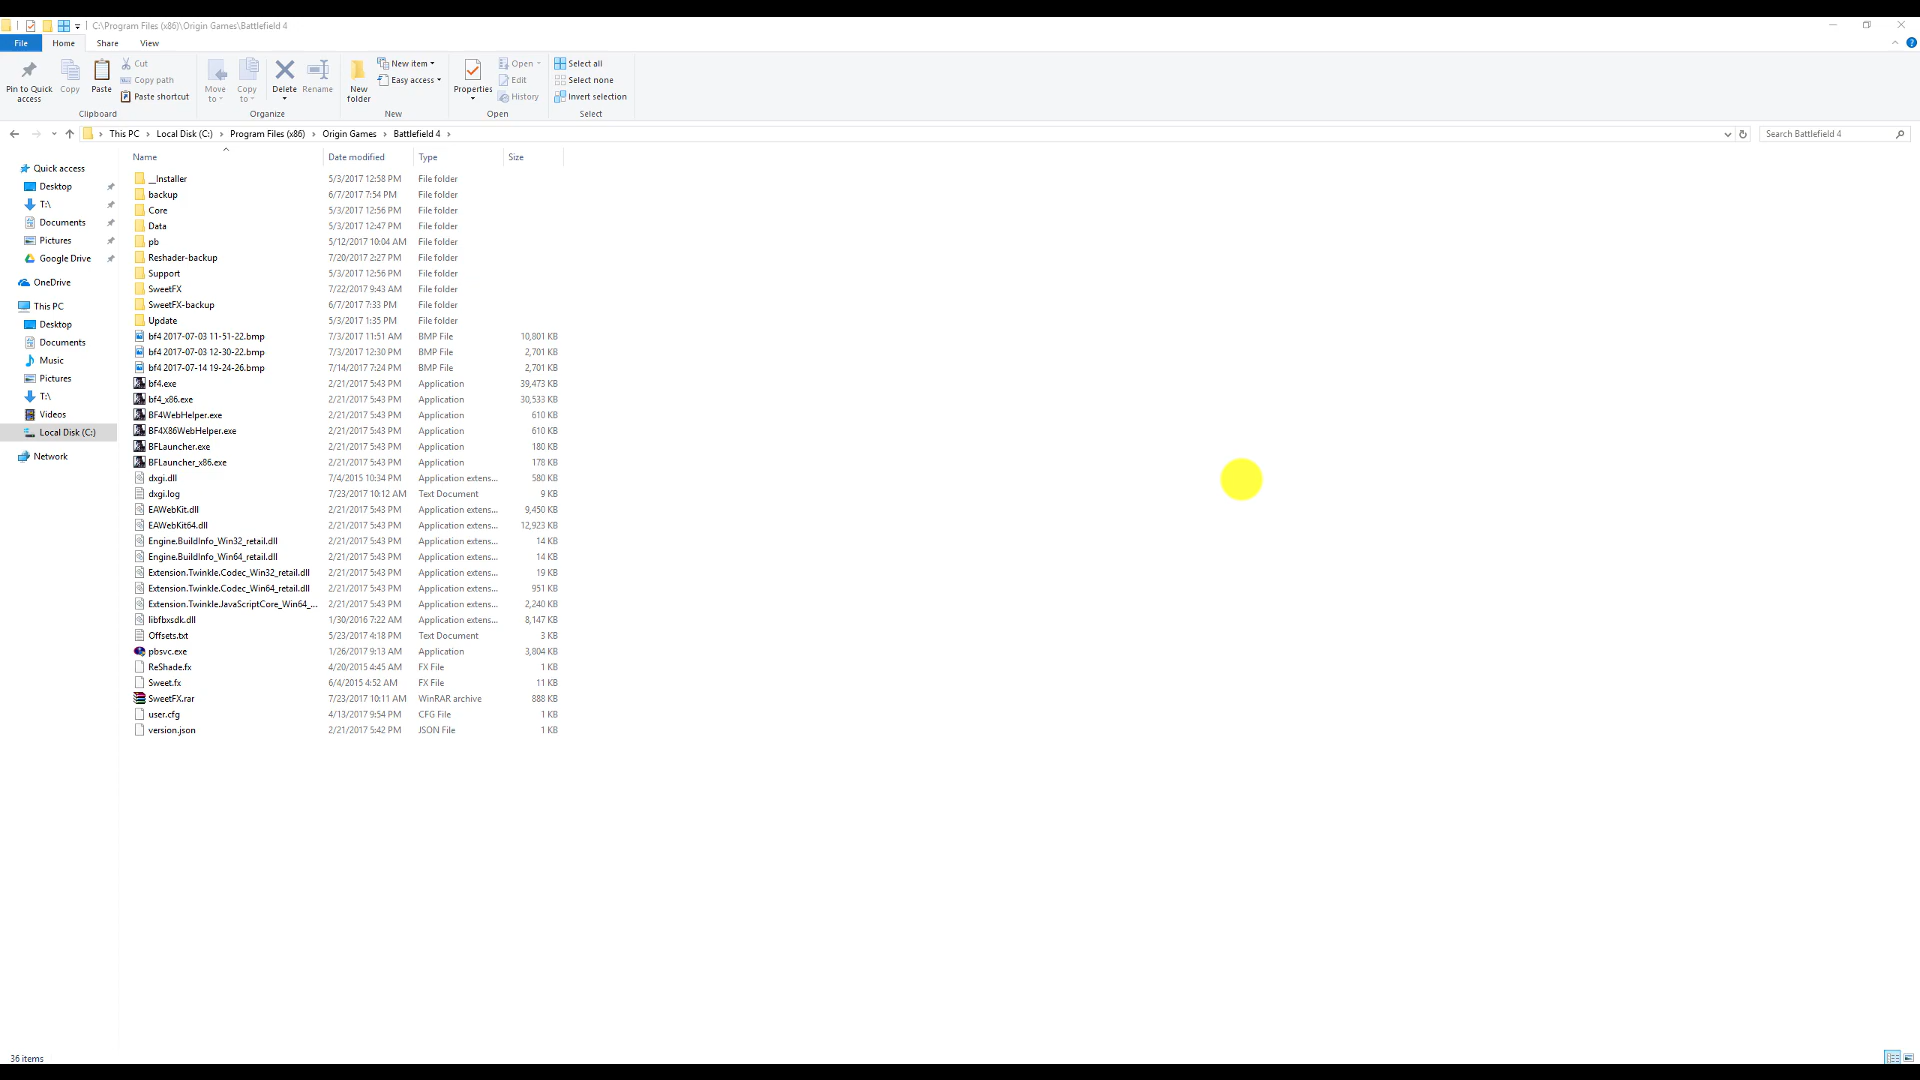 C:\Program Files (x86)\Origin Games\Battlefield 4
File Home Share View
Pin to Quick access
Copy
Paste
Cut
Copy path
Paste shortcut
Clipboard
Move to
Copy to
Delete
Rename
Organize
New folder
New item
Easy access
New
Properties
Open
Edit
History
Open
Select all
Select none
Invert selection
Select
This PC > Local Disk (C:) > Program Files (x86) > Origin Games > Battlefield 4 >
Search Battlefield 4
Quick access
Desktop
T:\
Documents
Pictures
Google Drive
OneDrive
This PC
Desktop
Documents
Music
Pictures
T:\
Videos
Local Disk (C:)
Network
Name Date modified Type Size
__Installer 5/3/2017 12:58 PM File folder
backup 6/7/2017 7:54 PM File folder
Core 5/3/2017 12:56 PM File folder
Data 5/3/2017 12:47 PM File folder
pb 5/12/2017 10:04 AM File folder
Reshader-backup 7/20/2017 2:27 PM File folder
Support 5/3/2017 12:56 PM File folder
SweetFX 7/22/2017 9:43 AM File folder
SweetFX-backup 6/7/2017 7:33 PM File folder
Update 5/3/2017 1:35 PM File folder
bf4 2017-07-03 11-51-22.bmp 7/3/2017 11:51 AM BMP File 10,801 KB
bf4 2017-07-03 12-30-22.bmp 7/3/2017 12:30 PM BMP File 2,701 KB
bf4 2017-07-14 19-24-26.bmp 7/14/2017 7:24 PM BMP File 2,701 KB
bf4.exe 2/21/2017 5:43 PM Application 39,473 KB
bf4_x86.exe 2/21/2017 5:43 PM Application 30,533 KB
BF4WebHelper.exe 2/21/2017 5:43 PM Application 610 KB
BF4X86WebHelper.exe 2/21/2017 5:43 PM Application 610 KB
BFLauncher.exe 2/21/2017 5:43 PM Application 180 KB
BFLauncher_x86.exe 2/21/2017 5:43 PM Application 178 KB
dxgi.dll 7/4/2015 10:34 PM Application extens... 580 KB
dxgi.log 7/23/2017 10:12 AM Text Document 9 KB
EAWebKit.dll 2/21/2017 5:43 PM Application extens... 9,450 KB
EAWebKit64.dll 2/21/2017 5:43 PM Application extens... 12,923 KB
Engine.BuildInfo_Win32_retail.dll 2/21/2017 5:43 PM Application extens... 14 KB
Engine.BuildInfo_Win64_retail.dll 2/21/2017 5:43 PM Application extens... 14 KB
Extension.Twinkle.Codec_Win32_retail.dll 2/21/2017 5:43 PM Application extens... 19 KB
Extension.Twinkle.Codec_Win64_retail.dll 2/21/2017 5:43 PM Application extens... 951 KB
Extension.Twinkle.JavaScriptCore_Win64_... 2/21/2017 5:43 PM Application extens... 2,240 KB
libfbxsdk.dll 1/30/2016 7:22 AM Application extens... 8,147 KB
Offsets.txt 5/23/2017 4:18 PM Text Document 3 KB
pbsvc.exe 1/26/2017 9:13 AM Application 3,804 KB
ReShade.fx 4/20/2015 4:45 AM FX File 1 KB
Sweet.fx 6/4/2015 4:52 AM FX File 11 KB
SweetFX.rar 7/23/2017 10:11 AM WinRAR archive 888 KB
user.cfg 4/13/2017 9:54 PM CFG File 1 KB
version.json 2/21/2017 5:42 PM JSON File 1 KB
36 items